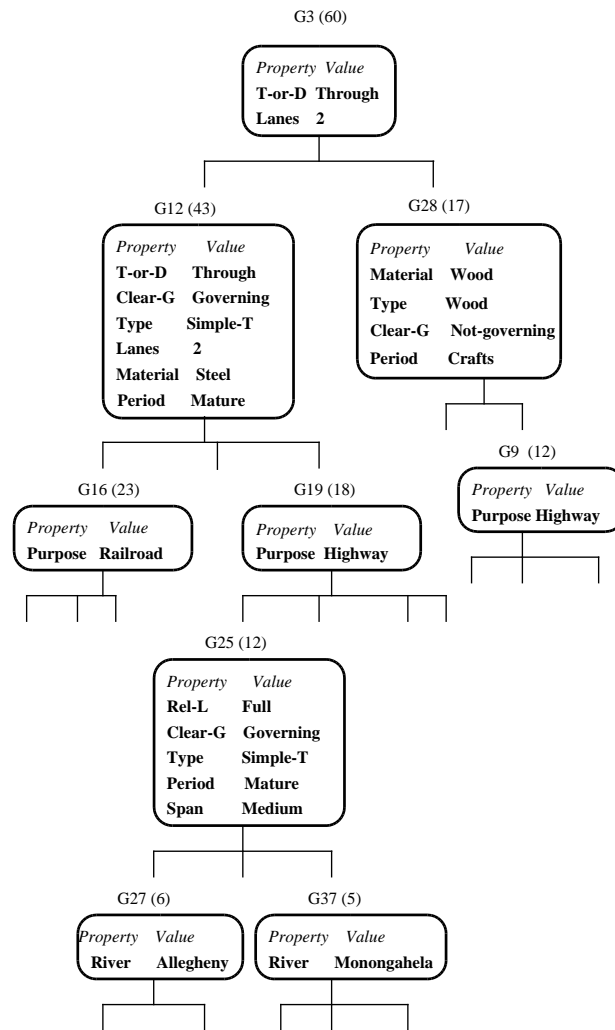 G3 (60)
Property Value
T-or-D Through
Lanes 2
G12 (43)
Property Value
T-or-D Through
Clear-G Governing
Type Simple-T
Lanes 2
Material Steel
Period Mature
G28 (17)
Property Value
Material Wood
Type Wood
Clear-G Not-governing
Period Crafts
G16 (23)
Property Value
Purpose Railroad
G19 (18)
Property Value
Purpose Highway
G9 (12)
Property Value
Purpose Highway
G25 (12)
Property Value
Rel-L Full
Clear-G Governing
Type Simple-T
Period Mature
Span Medium
G27 (6)
Property Value
River Allegheny
G37 (5)
Property Value
River Monongahela